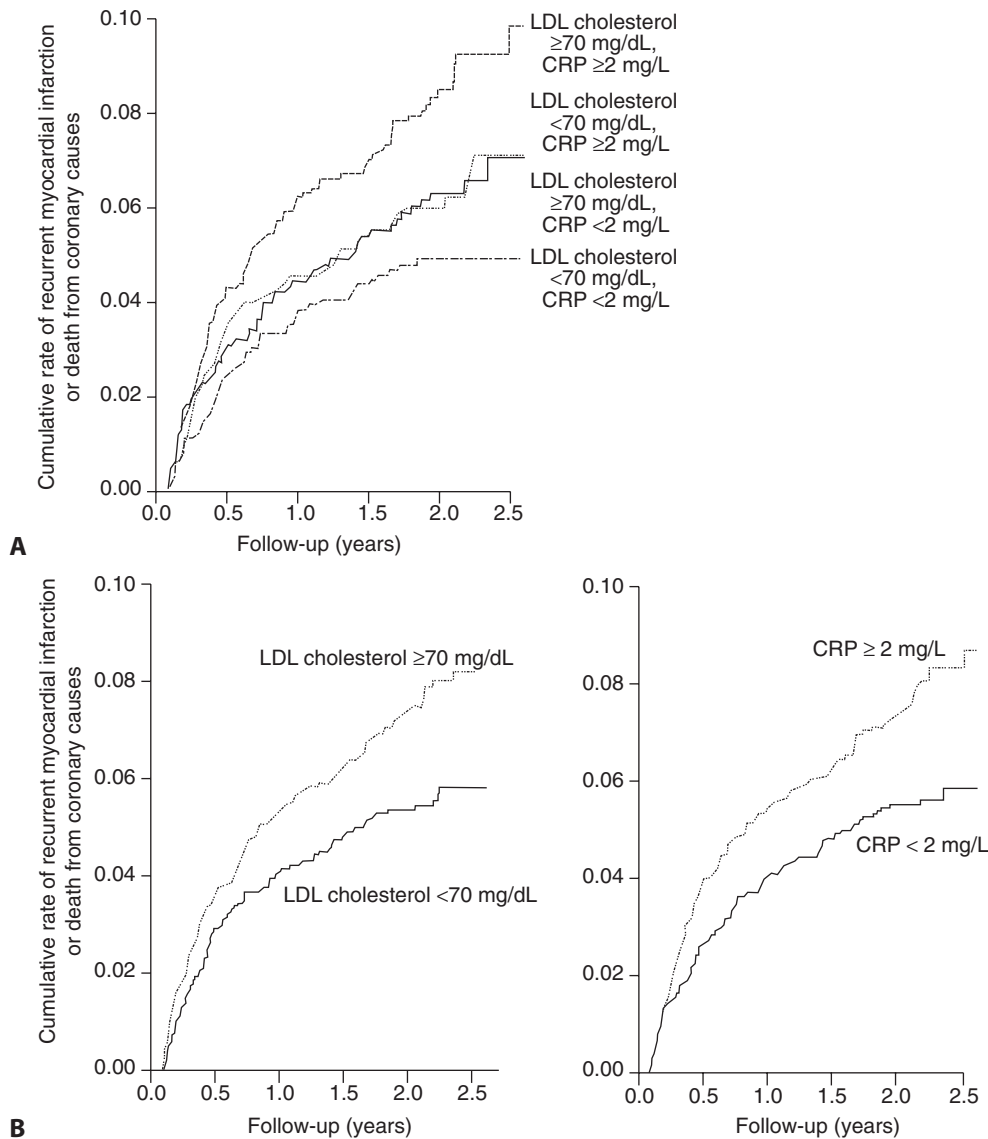 Cumulative rate of recurrent myocardial infarction
or death from coronary causes
0.10
0.08
0.06
0.04
0.02
0.00
0.0 0.5 1.0 1.5 2.0 2.5
Follow-up (years)
LDL cholesterol
≥70 mg/dL,
CRP ≥2 mg/L
LDL cholesterol
<70 mg/dL,
CRP ≥2 mg/L
LDL cholesterol
≥70 mg/dL,
CRP <2 mg/L
LDL cholesterol
<70 mg/dL,
CRP <2 mg/L
A
Cumulative rate of recurrent myocardial infarction
or death from coronary causes
0.10
0.08
0.06
0.04
0.02
0.00
0.0 0.5 1.0 1.5 2.0 2.5
Follow-up (years)
LDL cholesterol ≥70 mg/dL
LDL cholesterol <70 mg/dL
0.10
0.08
0.06
0.04
0.02
0.00
0.0 0.5 1.0 1.5 2.0 2.5
Follow-up (years)
CRP ≥ 2 mg/L
CRP < 2 mg/L
B